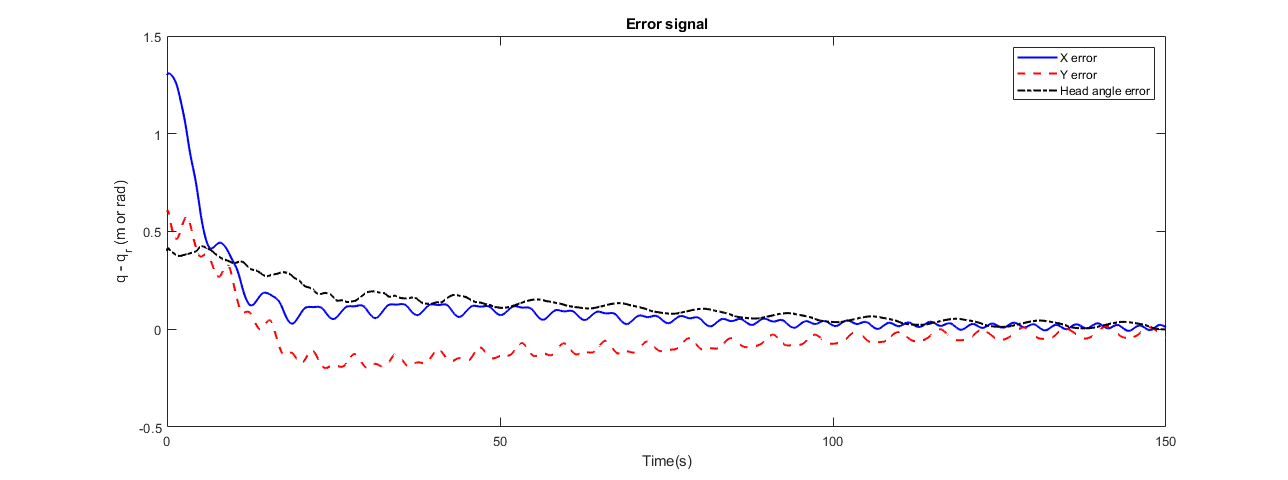 Error signal
1.5
1
0.5
0
-0.5
0
50
100
150
Time(s)
q - q_r (m or rad)
X error
Y error
Head angle error